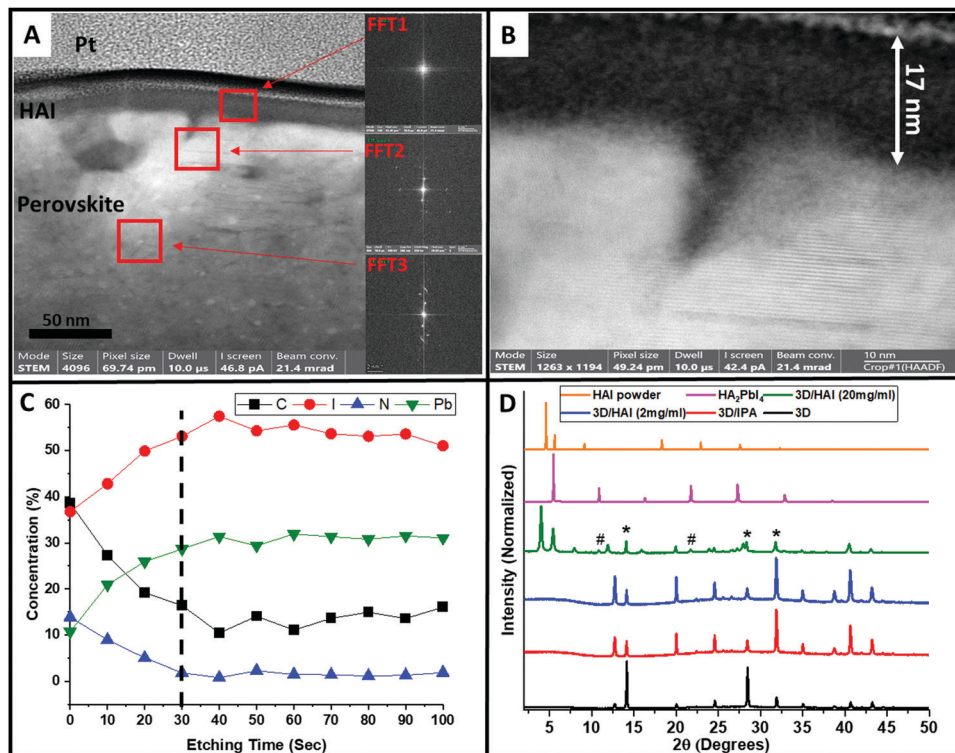 A
Pt
HAI
Perovskite
50 nm
FFT1
FFT2
FFT3
Mode Size Pixel size Dwell I screen Beam conv.
STEM 4096 69.74 pm 10.0 µs 46.8 pA 21.4 mrad
B
17 nm
Mode Size Pixel size Dwell I screen Beam conv. 10 nm
STEM 1263 x 1194 49.24 pm 10.0 µs 42.4 pA 21.4 mrad Crop#1(HAADF)
C
C I N Pb
Concentration (%)
60
50
40
30
20
10
0
0 10 20 30 40 50 60 70 80 90 100
Etching Time (Sec)
D
HAI powder HA₂PbI₄ 3D/HAI (20mg/ml)
3D/HAI (2mg/ml) 3D/IPA 3D
Intensity (Normalized)
# * # * *
5 10 15 20 25 30 35 40 45 50
2θ (Degrees)